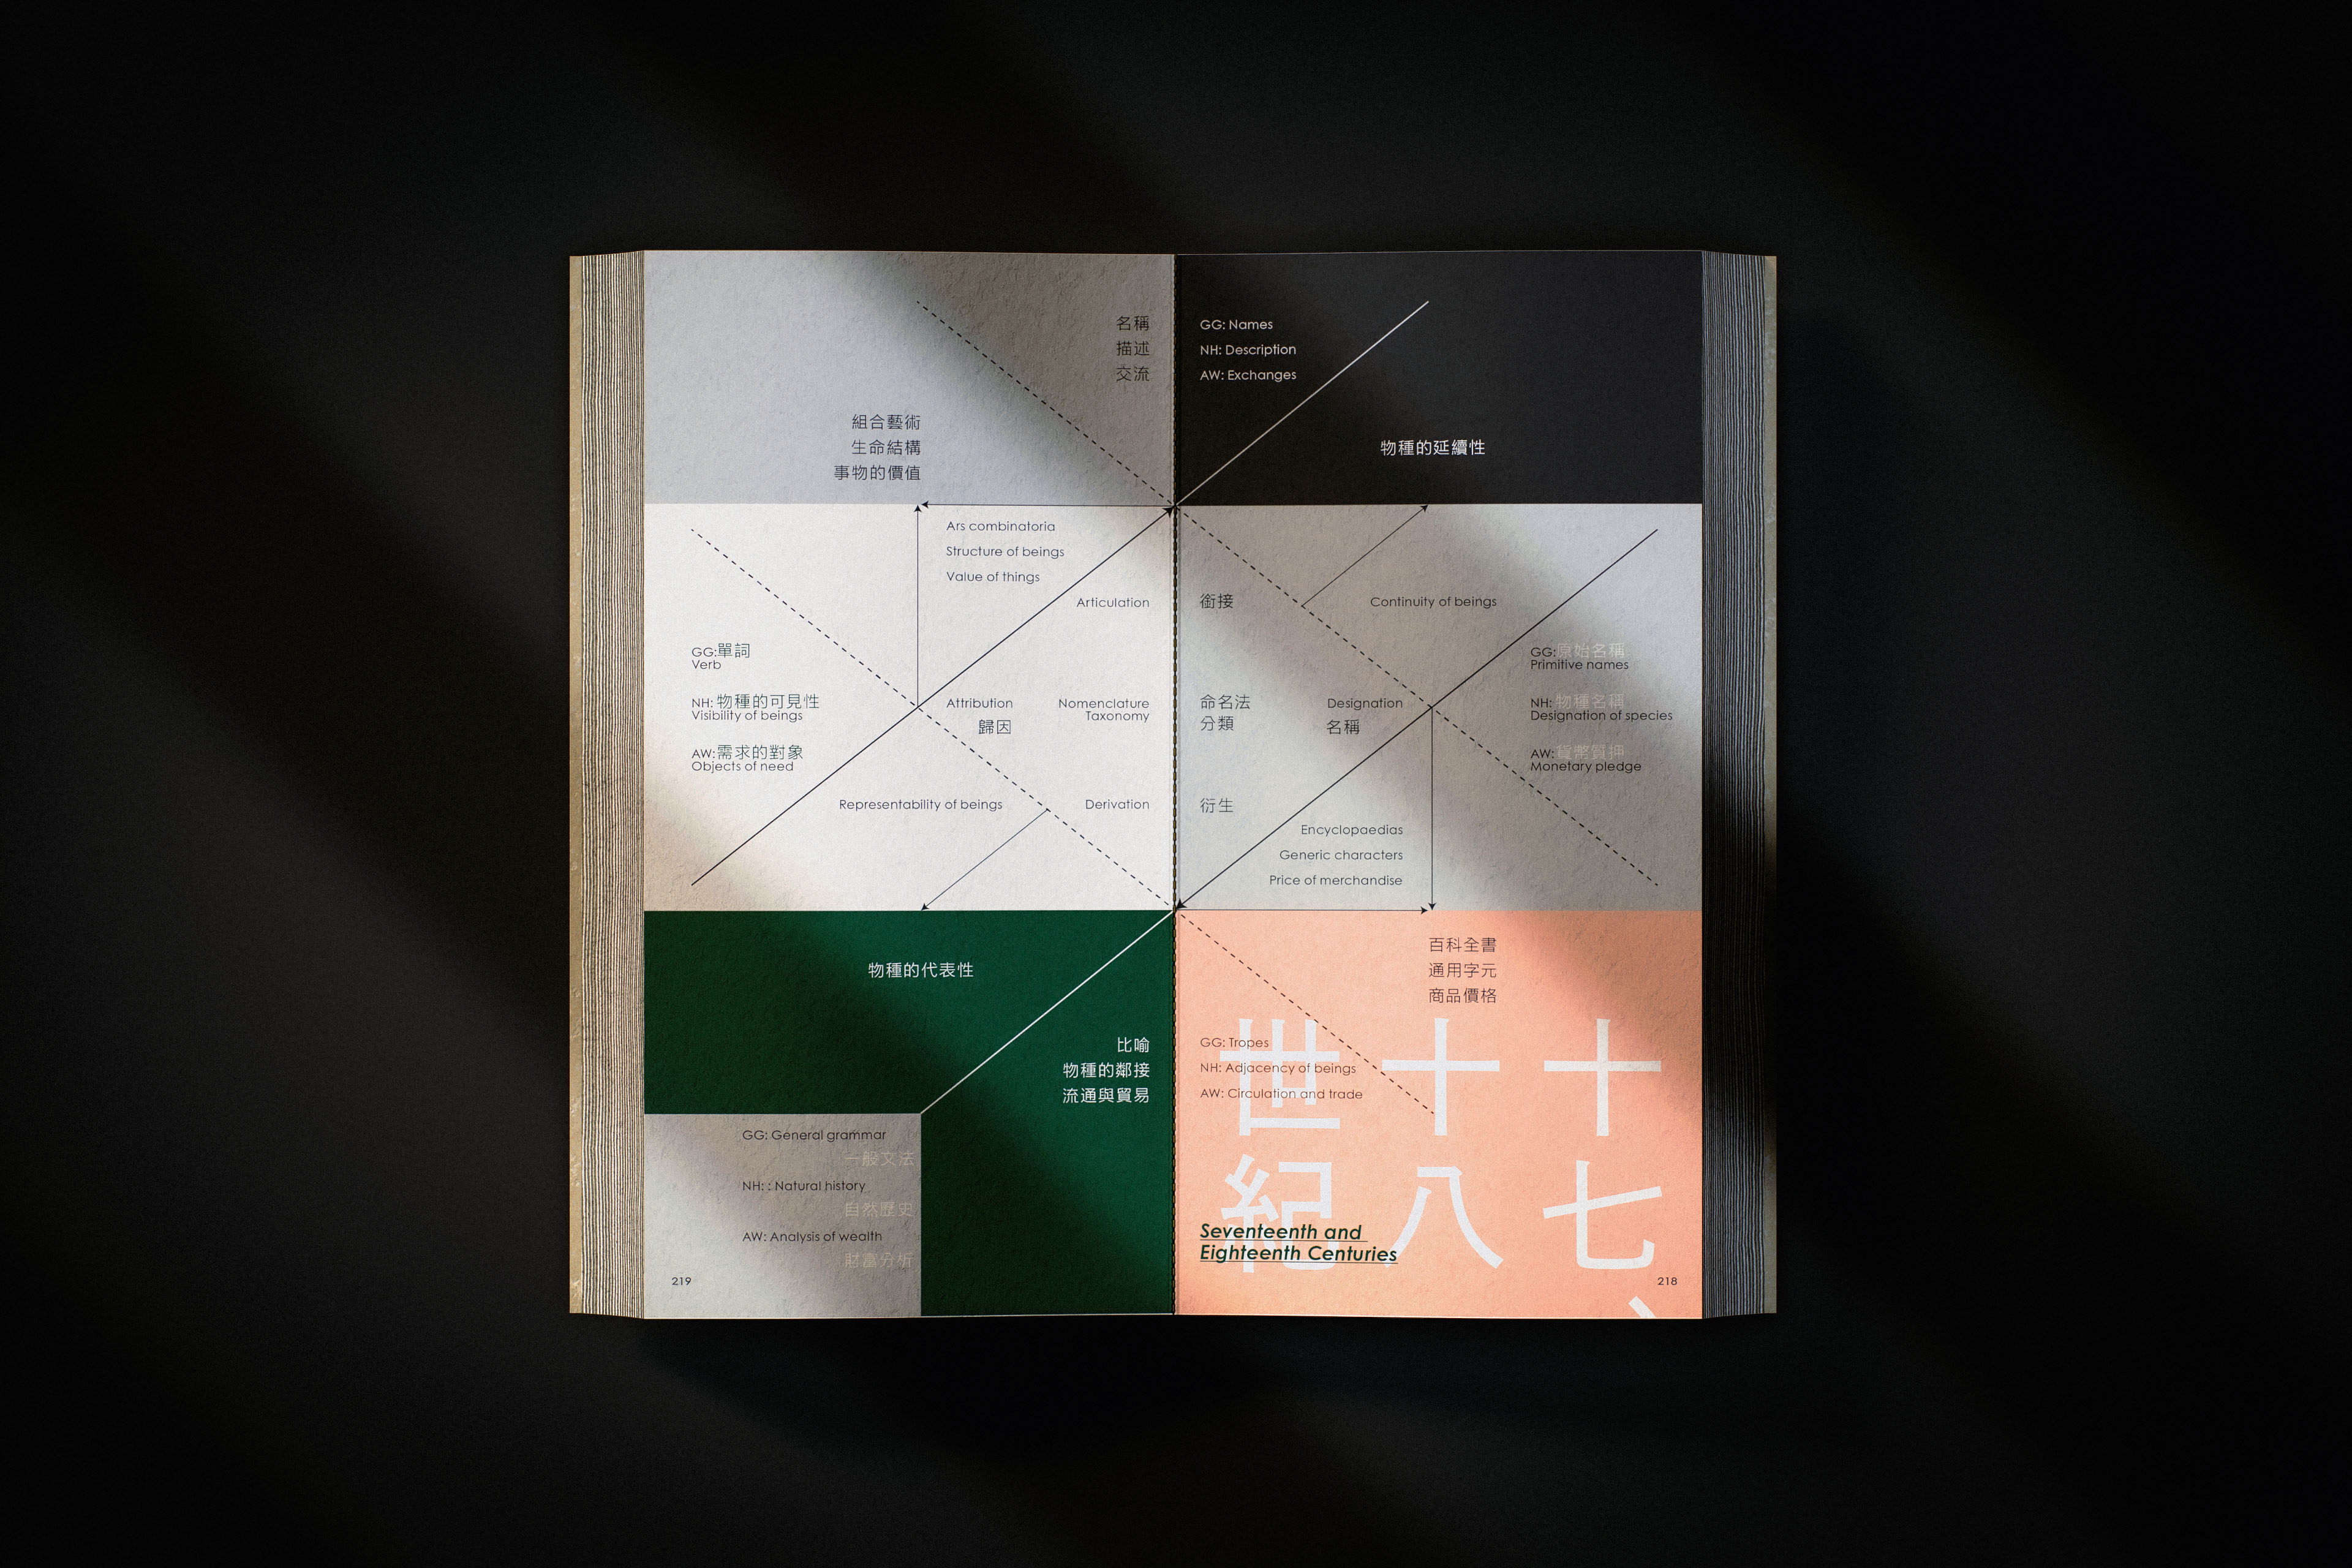 名稱
描述
交流
組合藝術
生命結構
事物的價值
GG: Names
NH: Description
AW: Exchanges
物種的延續性
Ars combinatoria
Structure of beings
Value of things
Articulation
銜接
Continuity of beings
GG:單詞
Verb
NH: 物種的可見性
Visibility of beings
AW:需求的對象
Objects of need
Attribution
歸因
Nomenclature
Taxonomy
命名法
分類
Designation
名稱
GG:原始名稱
Primitive names
NH:物種名稱
Designation of species
AW:貨幣質押
Monetary pledge
Representability of beings
Derivation
衍生
Encyclopaedias
Generic characters
Price of merchandise
物種的代表性
比喻
物種的鄰接
流通與貿易
百科全書
通用字元
商品價格
GG: Tropes
NH: Adjacency of beings
AW: Circulation and trade
十七、
十八
世紀
Seventeenth and
Eighteenth Centuries
GG: General grammar
一般文法
NH: : Natural history
自然歷史
AW: Analysis of wealth
財富分析
219
218